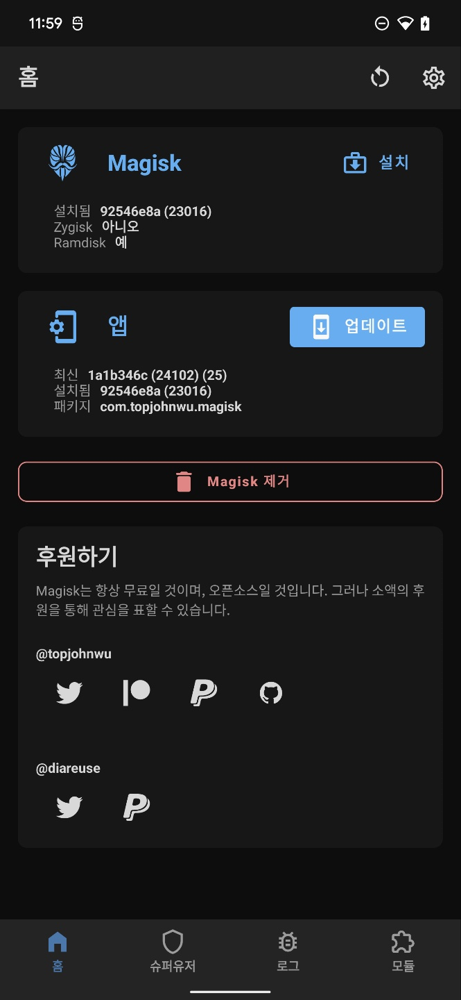 11:59
홈
Magisk
설치
설치됨 92546e8a (23016)
Zygisk 아니오
Ramdisk 예
앱
업데이트
최신 1a1b346c (24102) (25)
설치됨 92546e8a (23016)
패키지 com.topjohnwu.magisk
Magisk 제거
후원하기
Magisk는 항상 무료일 것이며, 오픈소스일 것입니다. 그러나 소액의 후
원을 통해 관심을 표할 수 있습니다.
@topjohnwu
@diareuse
홈 슈퍼유저 로그 모듈